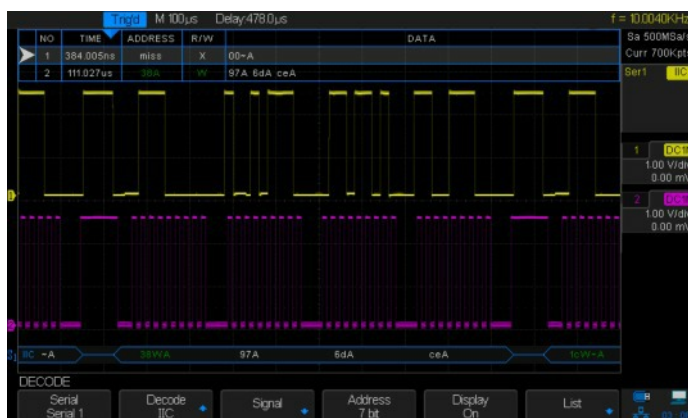 Trig'd M 100µs Delay:478.0µs f = 10.0040KHz
Sa 500MSa/s
Curr 700Kpts
NO TIME ADDRESS R/W DATA
1 384.005ns miss X 00~A
2 111.027us 38A W 97A 6dA ceA
Ser1 IIC
1 DC1M
1.00 V/div
0.00 mV
2 DC1M
1.00 V/div
0.00 mV
IIC ~A 38WA 97A 6dA ceA 1cW~A
DECODE
Serial Decode Signal Address Display List
Serial 1 IIC 7 bit On